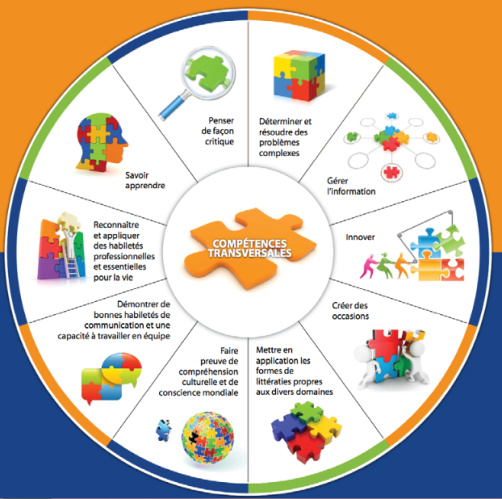 COMPÉTENCES
TRANSVERSALES
Penser
de façon
critique
Déterminer et
résoudre des
problèmes
complexes
Gérer
l'information
Innover
Créer des
occasions
Mettre en
application les
formes de
littératies propres
aux divers domaines
Faire
preuve de
compréhension
culturelle et de
conscience mondiale
Démontrer de
bonnes habiletés de
communication et une
capacité à travailler en équipe
Reconnaître
et appliquer
des habiletés
professionnelles
et essentielles
pour la vie
Savoir
apprendre